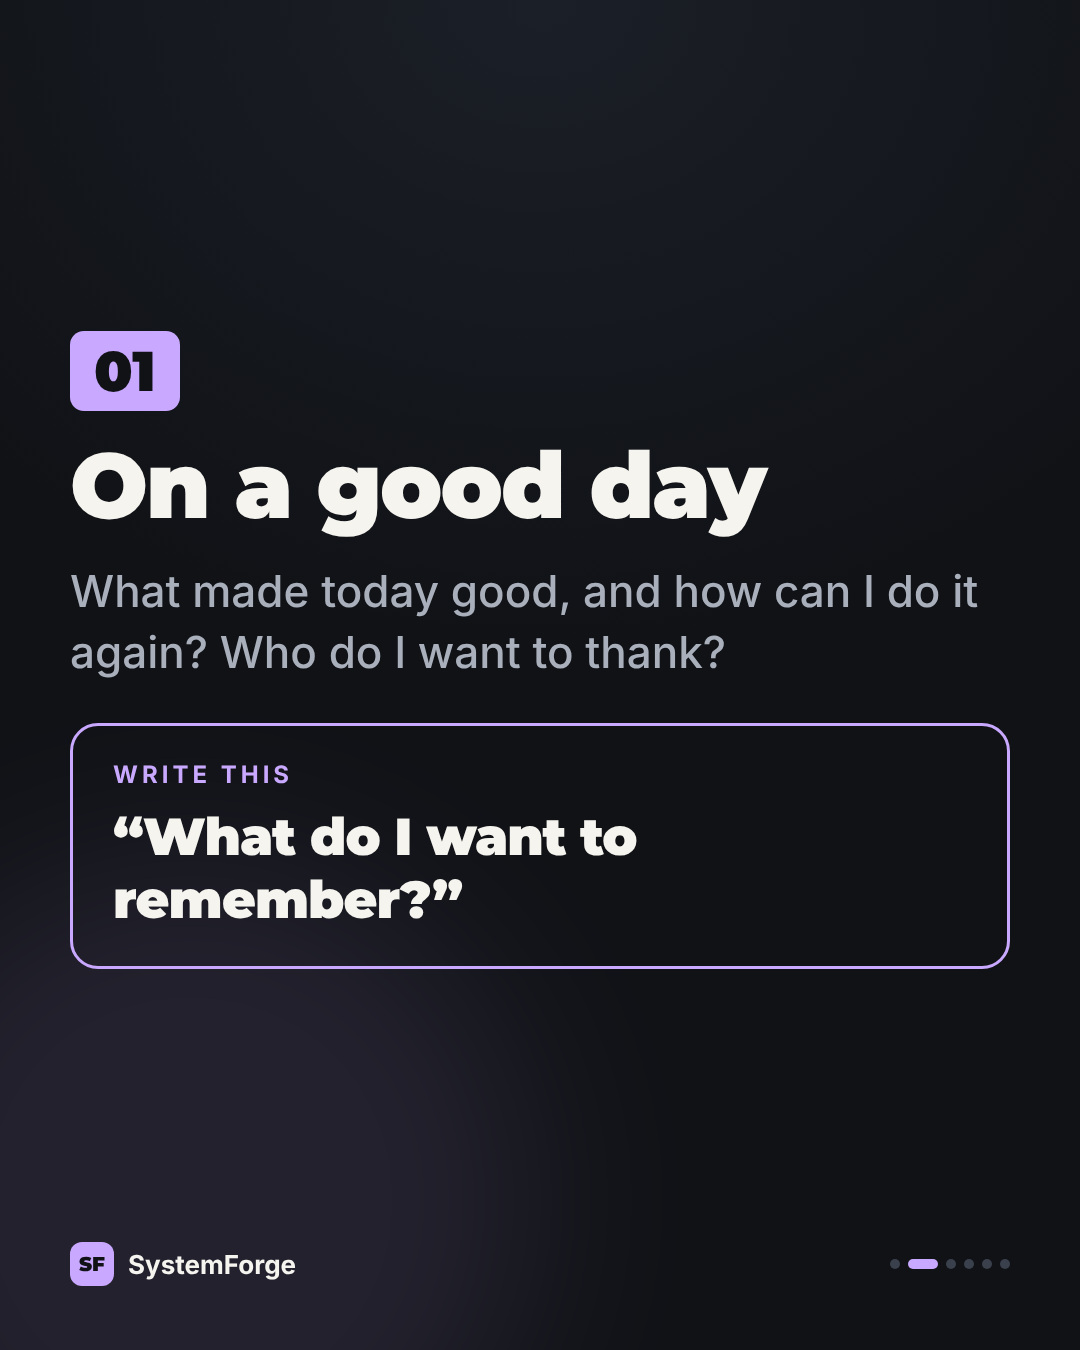 01
On a good day
What made today good, and how can I do it
again? Who do I want to thank?
WRITE THIS
“What do I want to
remember?”
SF SystemForge